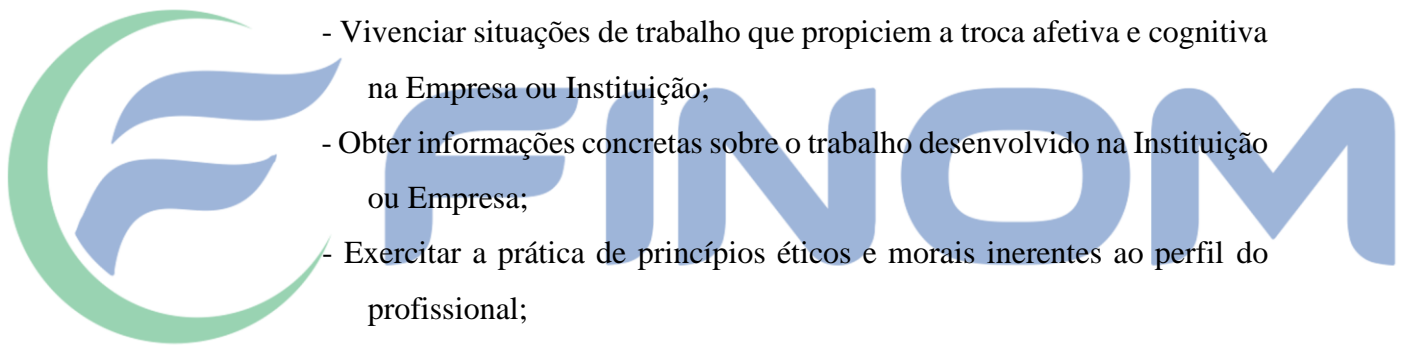 - Vivenciar situações de trabalho que propiciem a troca afetiva e cognitiva
na Empresa ou Instituição;
- Obter informações concretas sobre o trabalho desenvolvido na Instituição
ou Empresa;
- Exercitar a prática de princípios éticos e morais inerentes ao perfil do
profissional;
FINOM